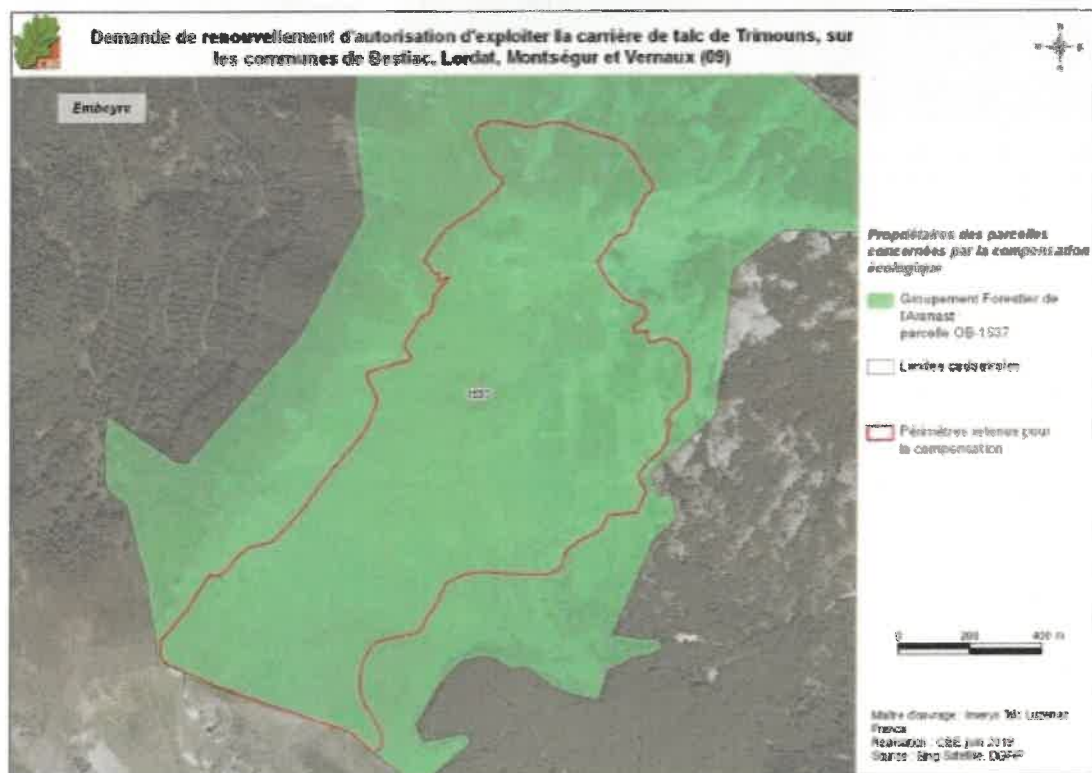 Demande de renouvellement d'autorisation d'exploiter la carrière de talc de Trimouns, sur
les communes de Bestiac, Lordat, Montségur et Vernaux (09)
Embeyre
Propriétaires des parcelles
concernées par la compensation
écologique
Groupement Forestier de
parcelle OB-1537
Limites cadastrales
Périmètres retenus pour
la compensation
0 200 400 m
Maître d'ouvrage : Imerys Talc Luzenac
France
Réalisation : CBE, juin 2019
Source : Bing Satellite, DGFiP